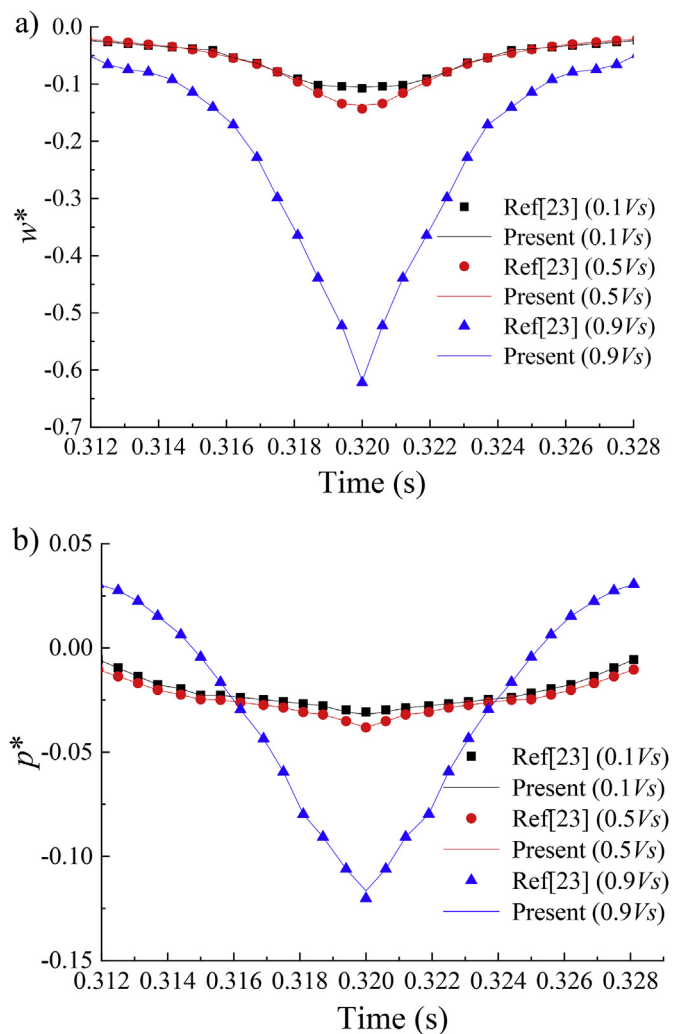 a)
0.0
-0.1
-0.2
-0.3
-0.4
-0.5
-0.6
-0.7
w*
Ref[23] (0.1Vs)
Present (0.1Vs)
Ref[23] (0.5Vs)
Present (0.5Vs)
Ref[23] (0.9Vs)
Present (0.9Vs)
0.312 0.314 0.316 0.318 0.320 0.322 0.324 0.326 0.328
Time (s)
b)
0.05
0.00
-0.05
-0.10
-0.15
p*
Ref[23] (0.1Vs)
Present (0.1Vs)
Ref[23] (0.5Vs)
Present (0.5Vs)
Ref[23] (0.9Vs)
Present (0.9Vs)
0.312 0.314 0.316 0.318 0.320 0.322 0.324 0.326 0.328
Time (s)